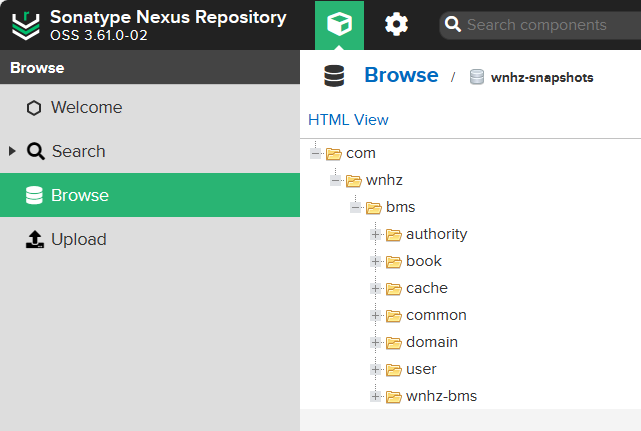 Sonatype Nexus Repository
OSS 3.61.0-02
Search components
Browse
Welcome
Search
Browse
Upload
Browse / wnhz-snapshots
HTML View
com
wnhz
bms
authority
book
cache
common
domain
user
wnhz-bms